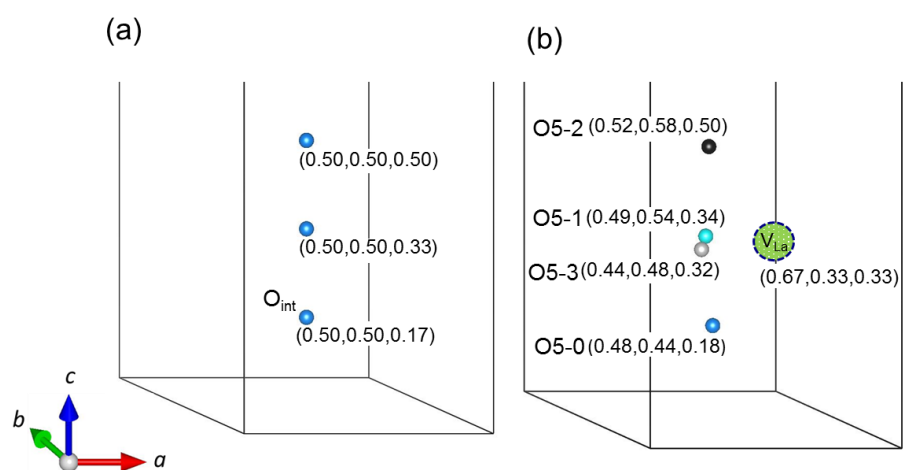 (a)
(0.50,0.50,0.50)
(0.50,0.50,0.33)
O_int
(0.50,0.50,0.17)
c
b
a
(b)
O5-2 (0.52,0.58,0.50)
O5-1 (0.49,0.54,0.34)
V_La
O5-3 (0.44,0.48,0.32)
(0.67,0.33,0.33)
O5-0 (0.48,0.44,0.18)